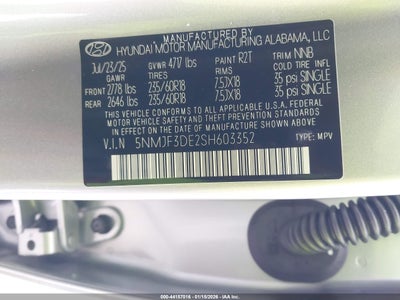 MANUFACTURED BY
HYUNDAI MOTOR MANUFACTURING ALABAMA, LLC
Jul/23/25 GVWR 4717 lbs PAINT R2T TRIM NNB
GAWR TIRES RIMS COLD TIRE PRESSURE
FRONT 2778 lbs 235/60R18 7.5JX18 35 psi SINGLE
REAR 2646 lbs 235/60R18 7.5JX18 35 psi SINGLE
THIS VEHICLE CONFORMS TO ALL APPLICABLE U.S.A. FEDERAL
MOTOR VEHICLE SAFETY, BUMPER, AND THEFT PREVENTION
STANDARDS IN EFFECT ON THE DATE OF MANUFACTURE
SHOWN ABOVE.
V.I.N 5NMJF3DE2SH603352 TYPE: MPV
000-44157016 - 01/15/2026 - IAA Inc.